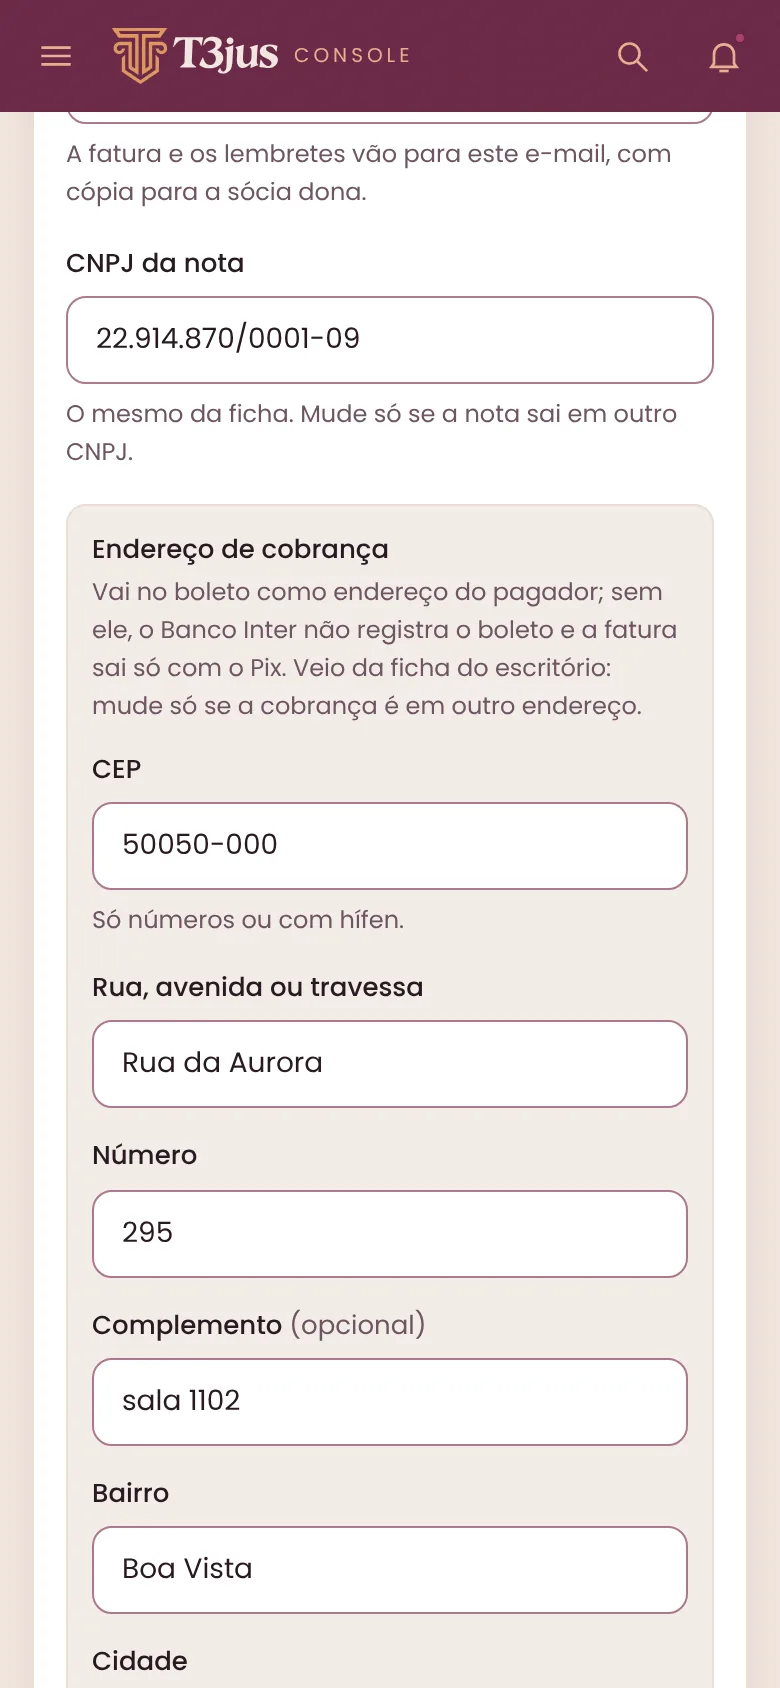 T3jus CONSOLE
A fatura e os lembretes vão para este e-mail, com
cópia para a sócia dona.
CNPJ da nota
22.914.870/0001-09
O mesmo da ficha. Mude só se a nota sai em outro
CNPJ.
Endereço de cobrança
Vai no boleto como endereço do pagador; sem
ele, o Banco Inter não registra o boleto e a fatura
sai só com o Pix. Veio da ficha do escritório:
mude só se a cobrança é em outro endereço.
CEP
50050-000
Só números ou com hífen.
Rua, avenida ou travessa
Rua da Aurora
Número
295
Complemento (opcional)
sala 1102
Bairro
Boa Vista
Cidade